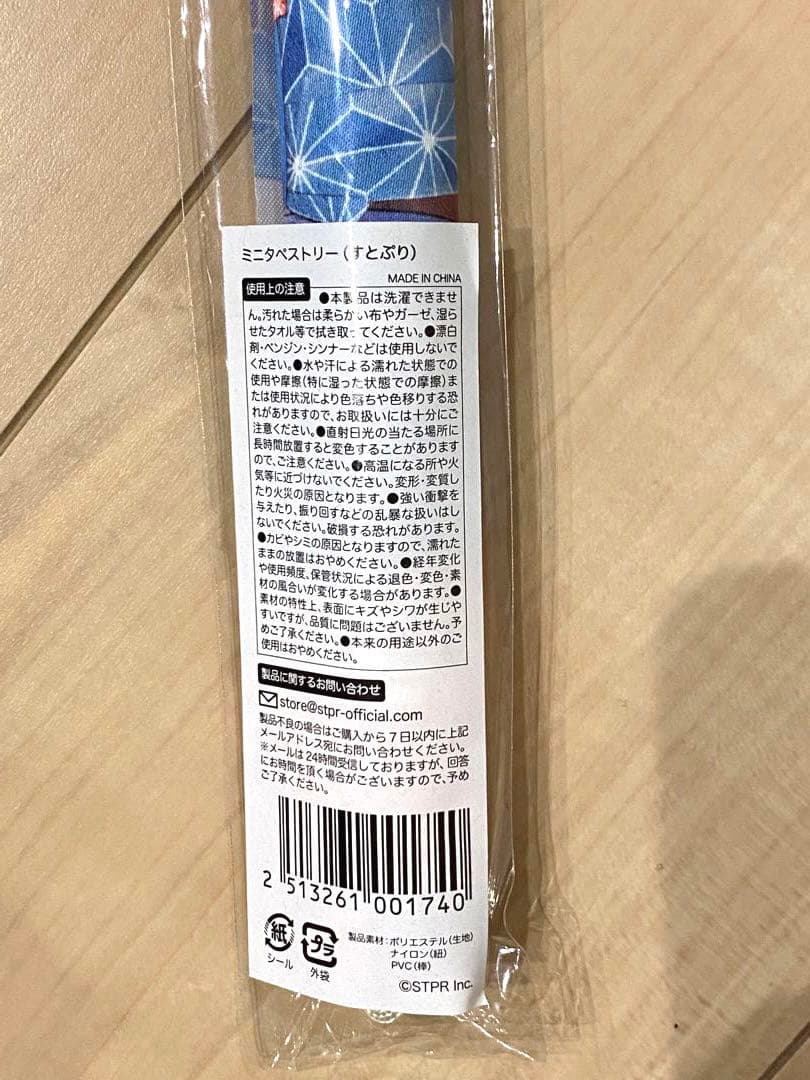 ミニタペストリー(すとぷり)
MADE IN CHINA
使用上の注意
●本製品は洗濯できませ
ん。汚れた場合は柔らかい布やガーゼ、湿ら
せたタオル等で拭き取ってください。●漂白
剤・ベンジン・シンナーなどは使用しないで
ください。●水や汗による濡れた状態での
使用や摩擦(特に湿った状態での摩擦)ま
たは使用状況により色落ちや色移りする恐
れがありますので、お取扱いには十分にご
注意ください。●直射日光の当たる場所に
長時間放置すると変色することがあります
ので、ご注意ください。●高温になる所や火
気等に近づけないでください。変形・変質し
たり火災の原因となります。●強い衝撃を
与えたり、振り回すなどの乱暴な扱いはし
ないでください。破損する恐れがあります。
●カビやシミの原因となりますので、濡れた
ままの放置はおやめください。●経年変化
や使用頻度、保管状況による退色・変色・素
材の風合いが変化する場合があります。●
素材の特性上、表面にキズやシワが生じや
すいですが、品質に問題はございません。予
めご了承ください。●本来の用途以外のご
使用はおやめください。
製品に関するお問い合わせ
store@stpr-official.com
製品不良の場合はご購入から7日以内に上記
メールアドレス宛にお問い合わせください。
※メールは24時間受信しておりますが、回答
にお時間を頂く場合がございますので、予め
ご了承ください。
2 513261 001740
紙
シール
プラ
外袋
製品素材:ポリエステル(生地)
ナイロン(紐)
PVC(棒)
©STPR Inc.